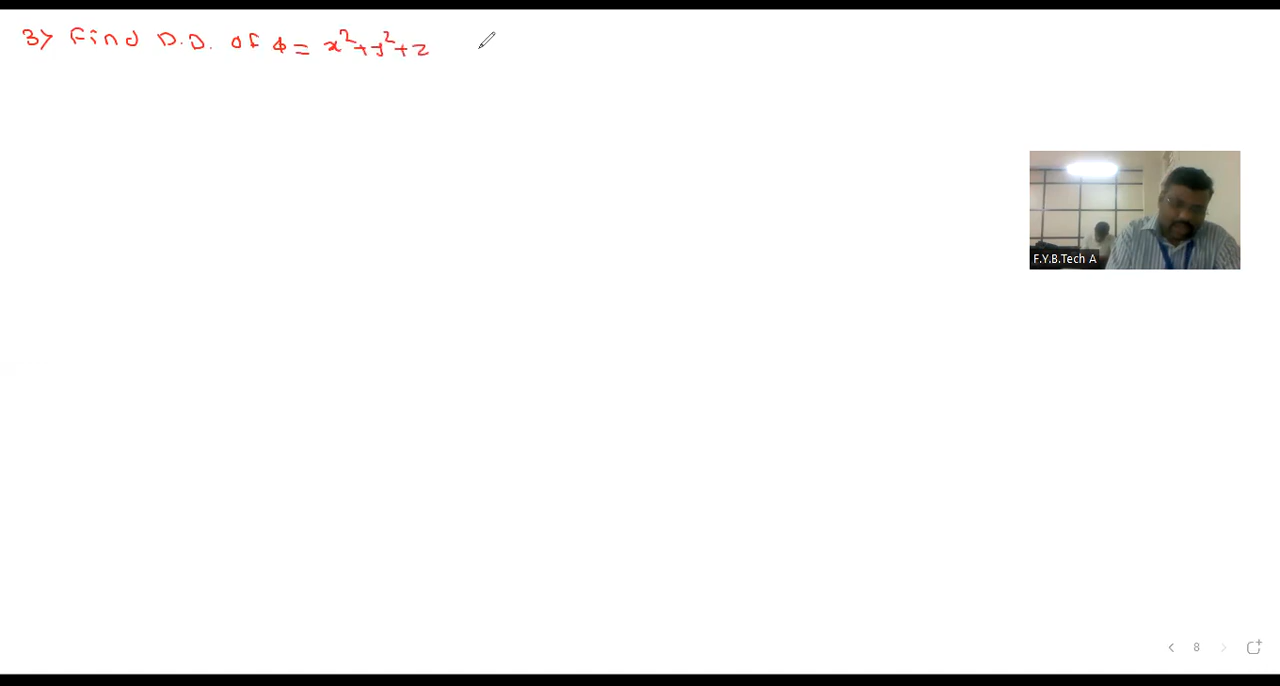 3) Find D.D. of φ = x²+y²+z
F.Y.B.Tech A
8